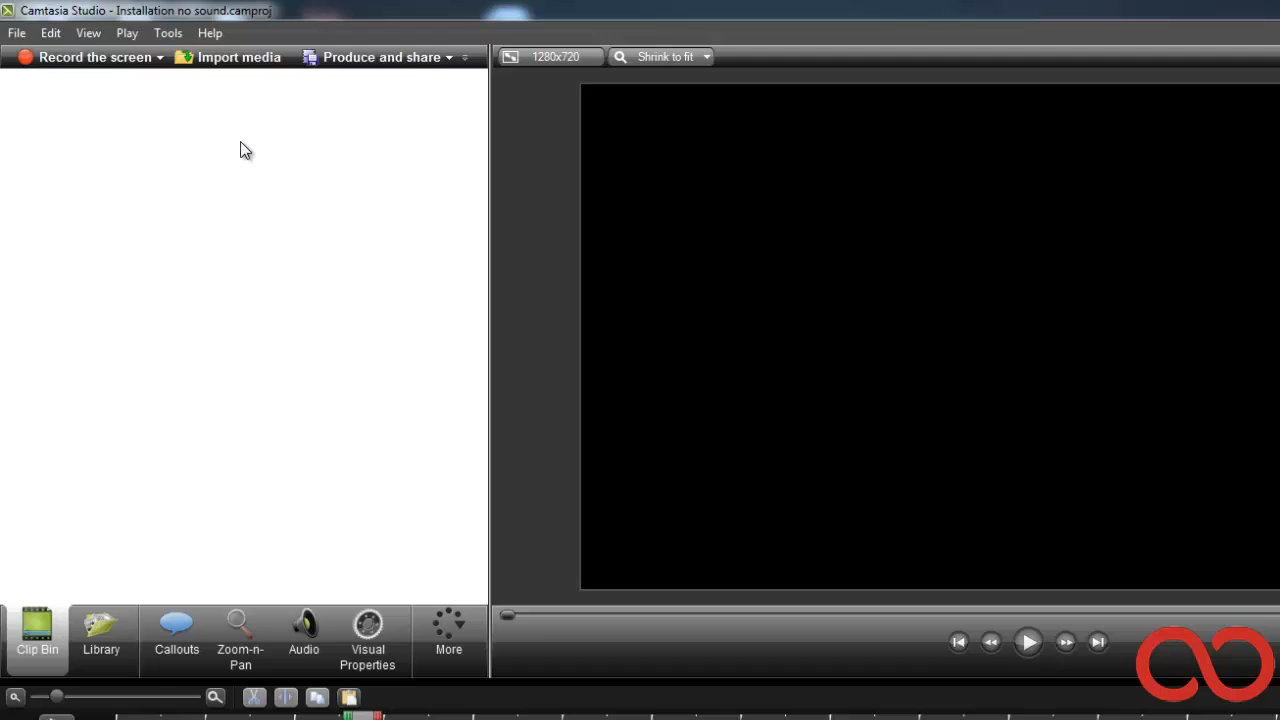 Camtasia Studio - Installation no sound.camproj
File Edit View Play Tools Help
Record the screen Import media Produce and share 1280x720 Shrink to fit
Clip Bin Library Callouts Zoom-n-Pan Audio Visual Properties More